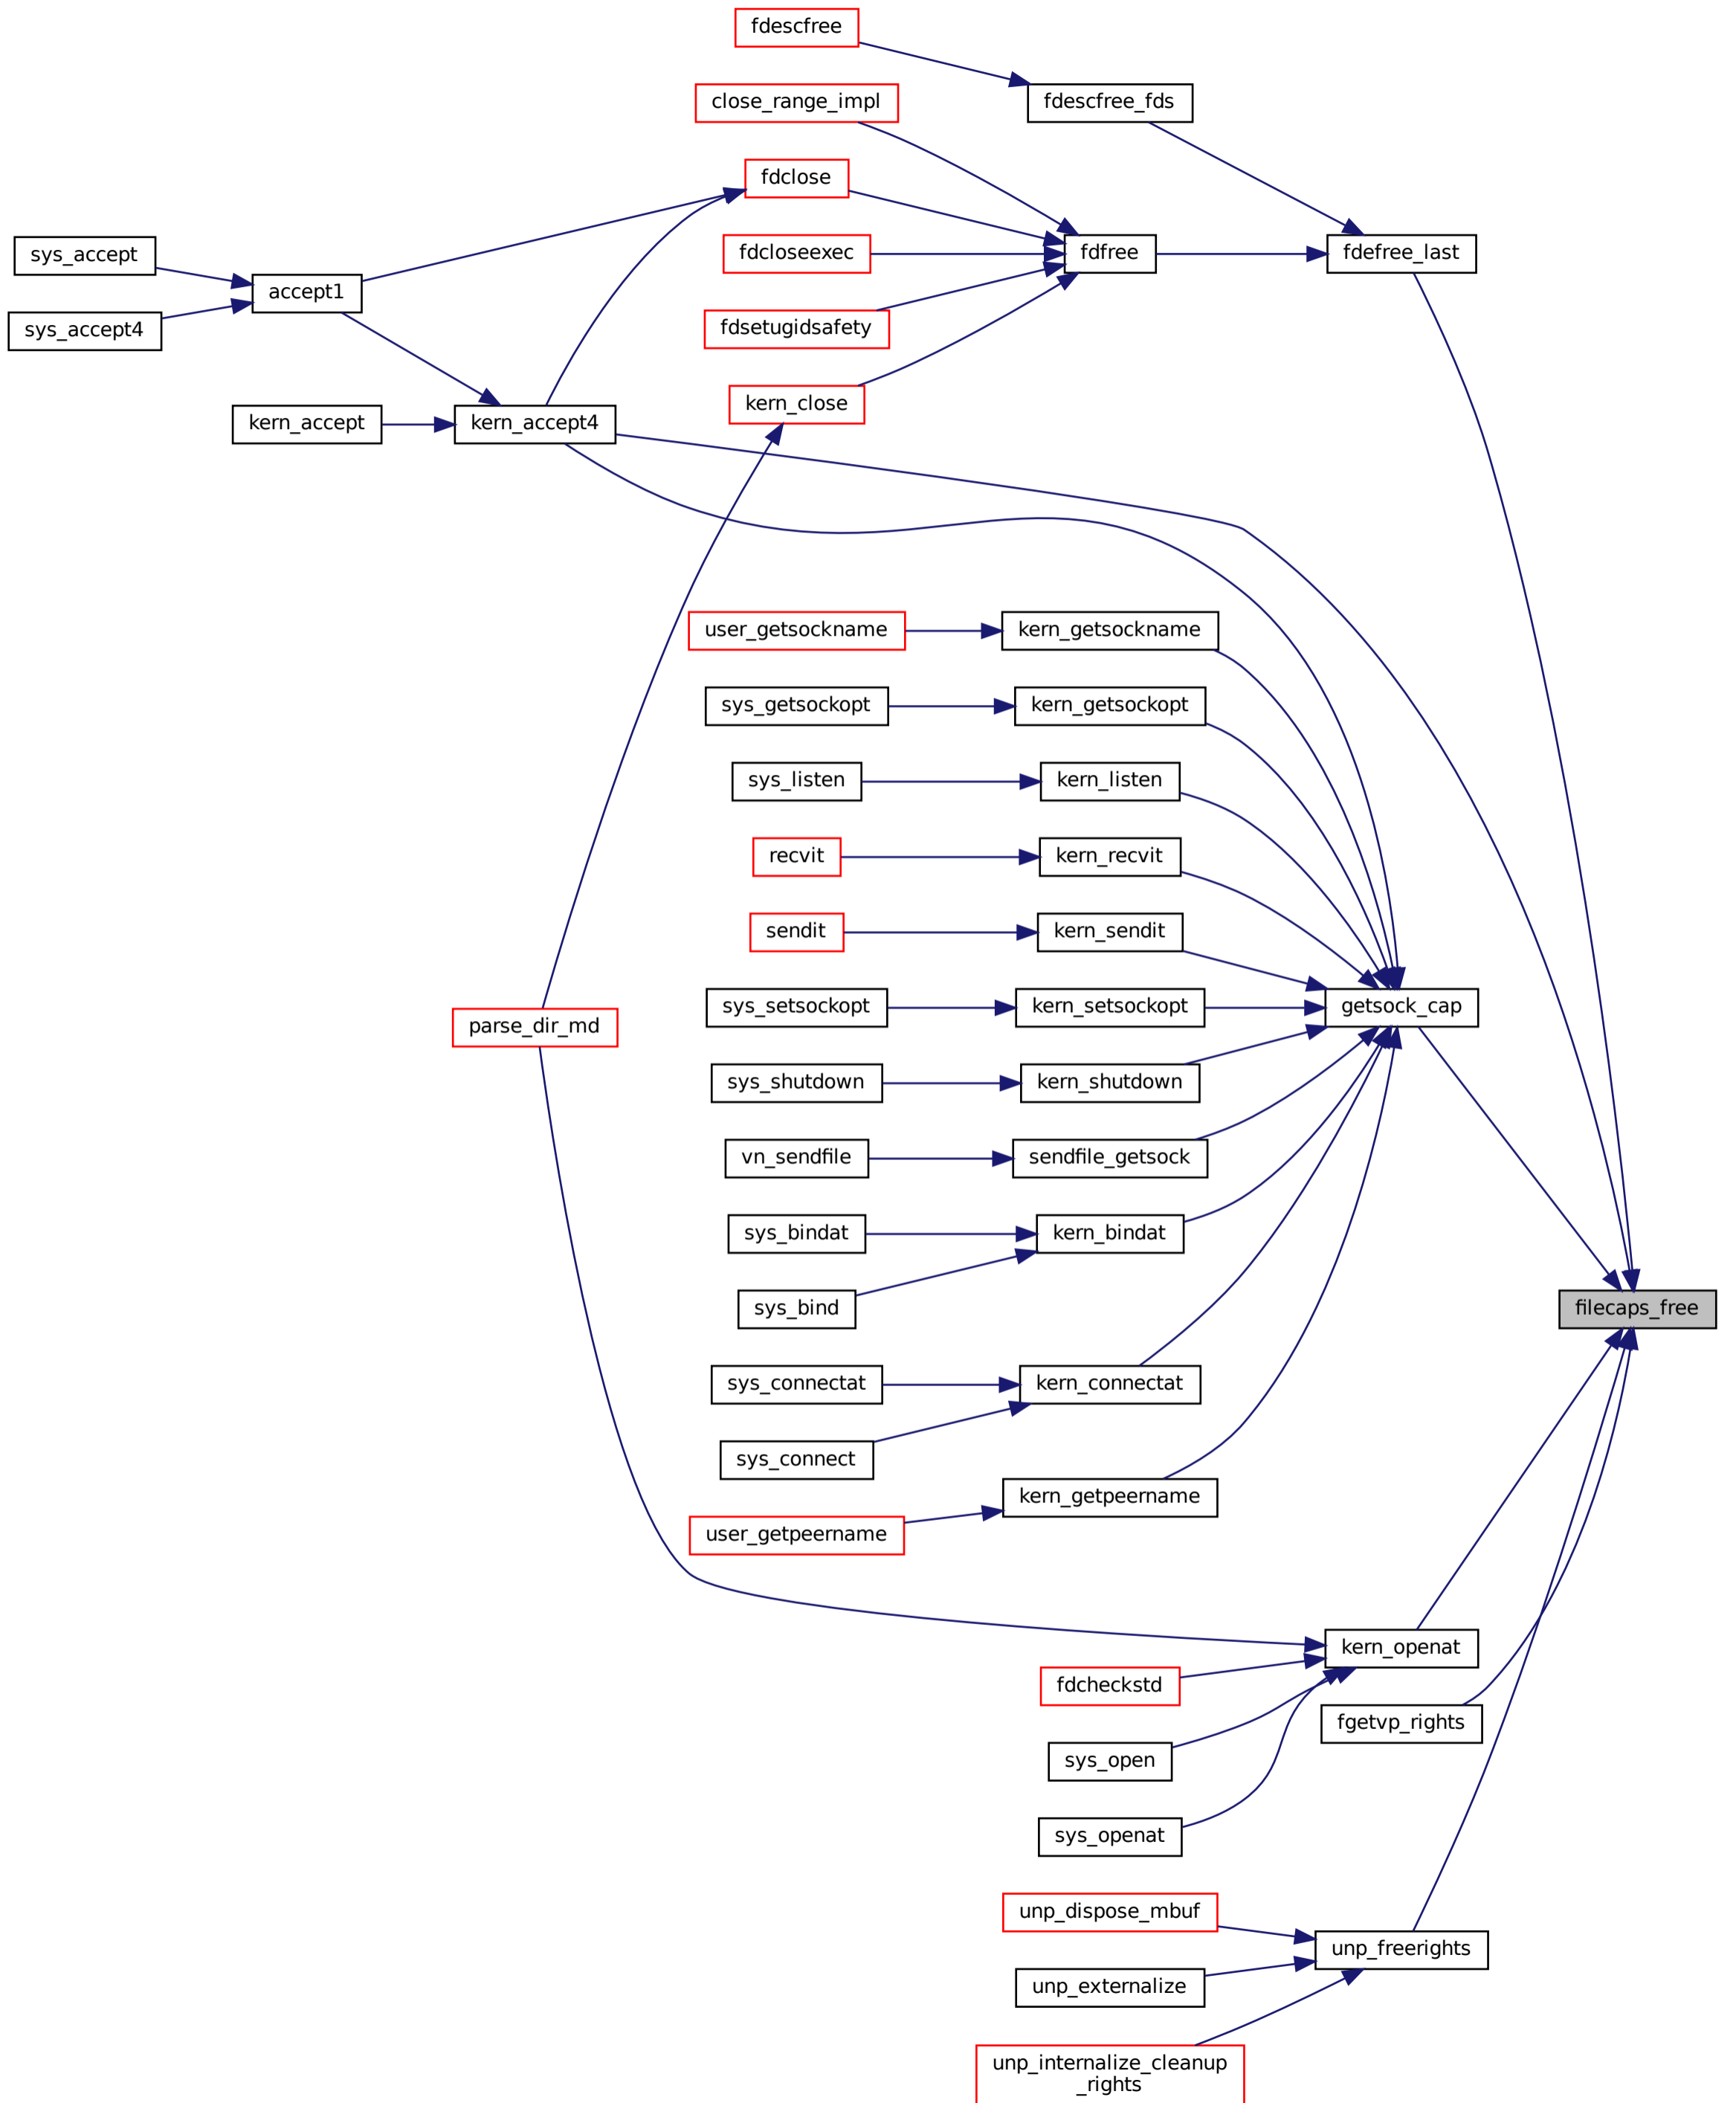 fdescfree
close_range_impl
fdescfree_fds
fdclose
sys_accept
fdcloseexec
fdfree
fdefree_last
accept1
sys_accept4
fdsetugidsafety
kern_close
kern_accept
kern_accept4
user_getsockname
kern_getsockname
sys_getsockopt
kern_getsockopt
sys_listen
kern_listen
recvit
kern_recvit
sendit
kern_sendit
sys_setsockopt
kern_setsockopt
getsock_cap
parse_dir_md
sys_shutdown
kern_shutdown
vn_sendfile
sendfile_getsock
sys_bindat
kern_bindat
sys_bind
filecaps_free
sys_connectat
kern_connectat
sys_connect
kern_getpeername
user_getpeername
kern_openat
fdcheckstd
fgetvp_rights
sys_open
sys_openat
unp_dispose_mbuf
unp_freerights
unp_externalize
unp_internalize_cleanup
_rights